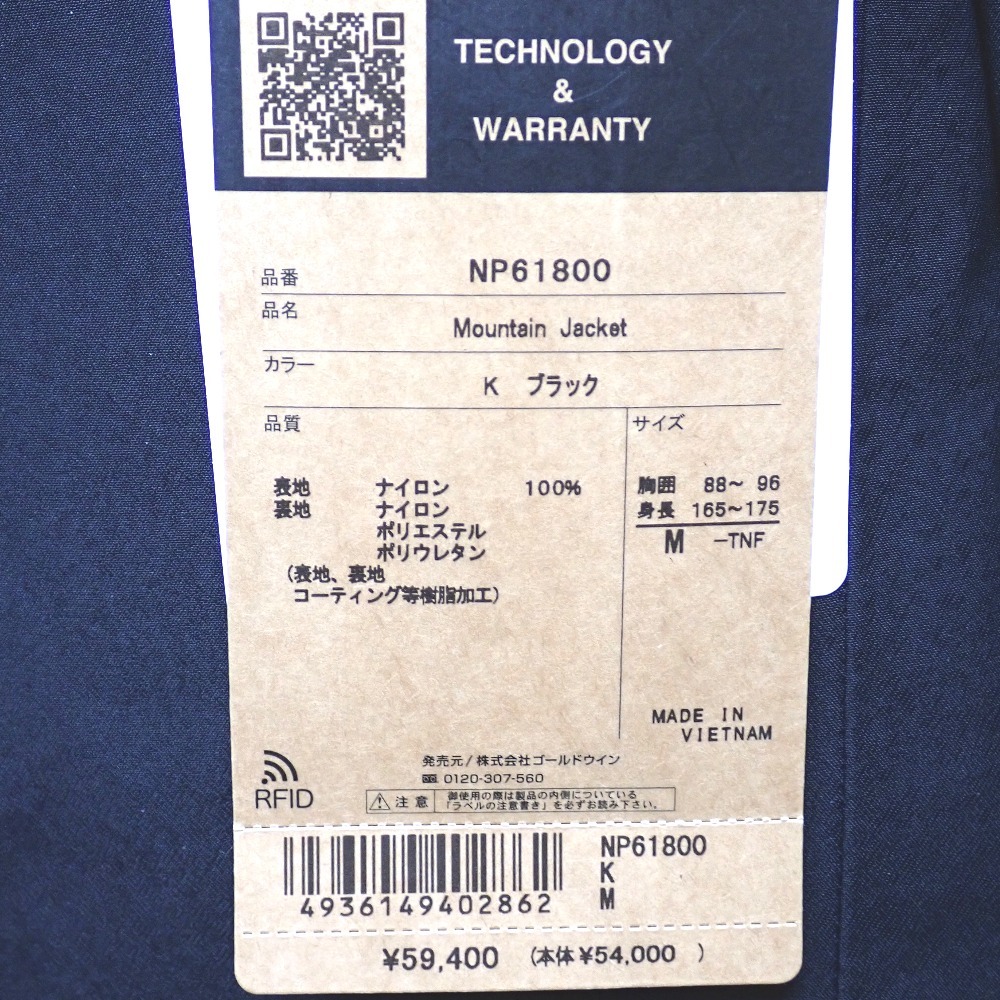 TECHNOLOGY
&
WARRANTY
品番 NP61800
品名 Mountain Jacket
カラー K ブラック
品質
表地 ナイロン 100%
裏地 ナイロン
ポリエステル
ポリウレタン
(表地、裏地
コーティング等樹脂加工)
サイズ
胸囲 88～ 96
身長 165～175
M -TNF
MADE IN
VIETNAM
RFID
発売元/株式会社ゴールドウイン
0120-307-560
注意 御使用の際は製品の内側についている
「ラベルの注意書き」を必ずお読み下さい。
4936149402862
NP61800
K
M
¥59,400 (本体¥54,000 )